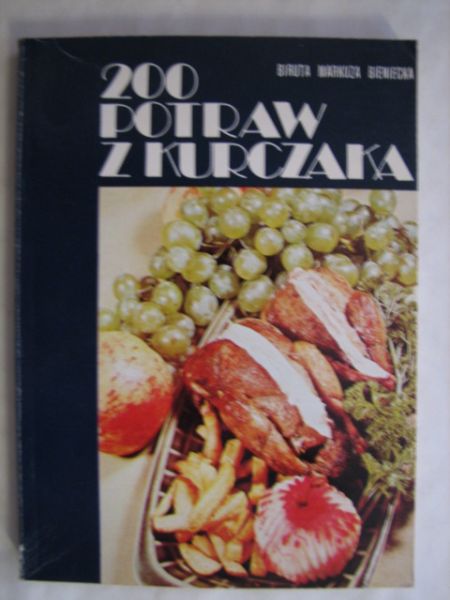 BIRUTA MARKUZA BIENIECKA
200
POTRAW
Z KURCZAKA